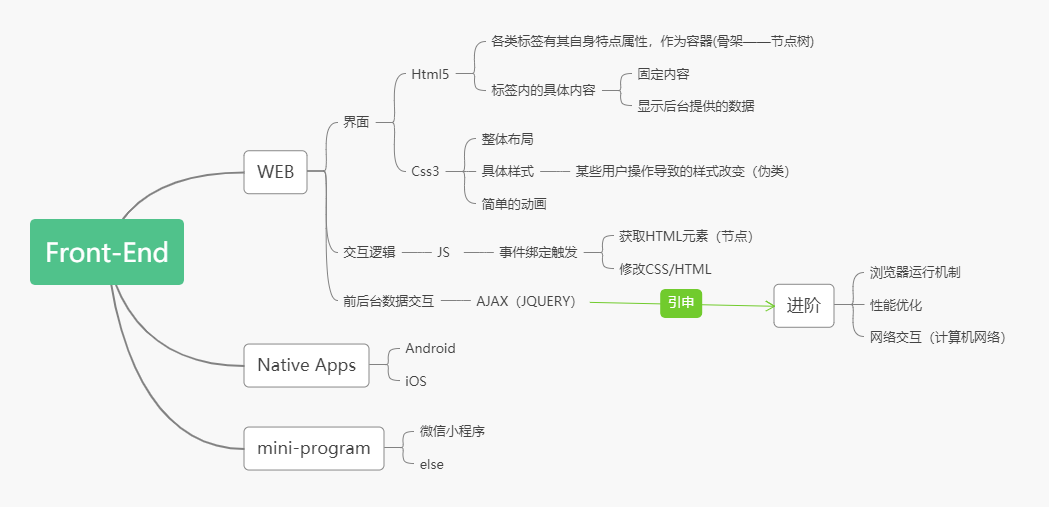 Front-End
WEB
界面
Html5
各类标签有其自身特点属性，作为容器(骨架——节点树)
标签内的具体内容
固定内容
显示后台提供的数据
Css3
整体布局
具体样式
某些用户操作导致的样式改变（伪类）
简单的动画
交互逻辑
JS
事件绑定触发
获取HTML元素（节点）
修改CSS/HTML
前后台数据交互
AJAX（JQUERY）
引申
进阶
浏览器运行机制
性能优化
网络交互（计算机网络）
Native Apps
Android
iOS
mini-program
微信小程序
else